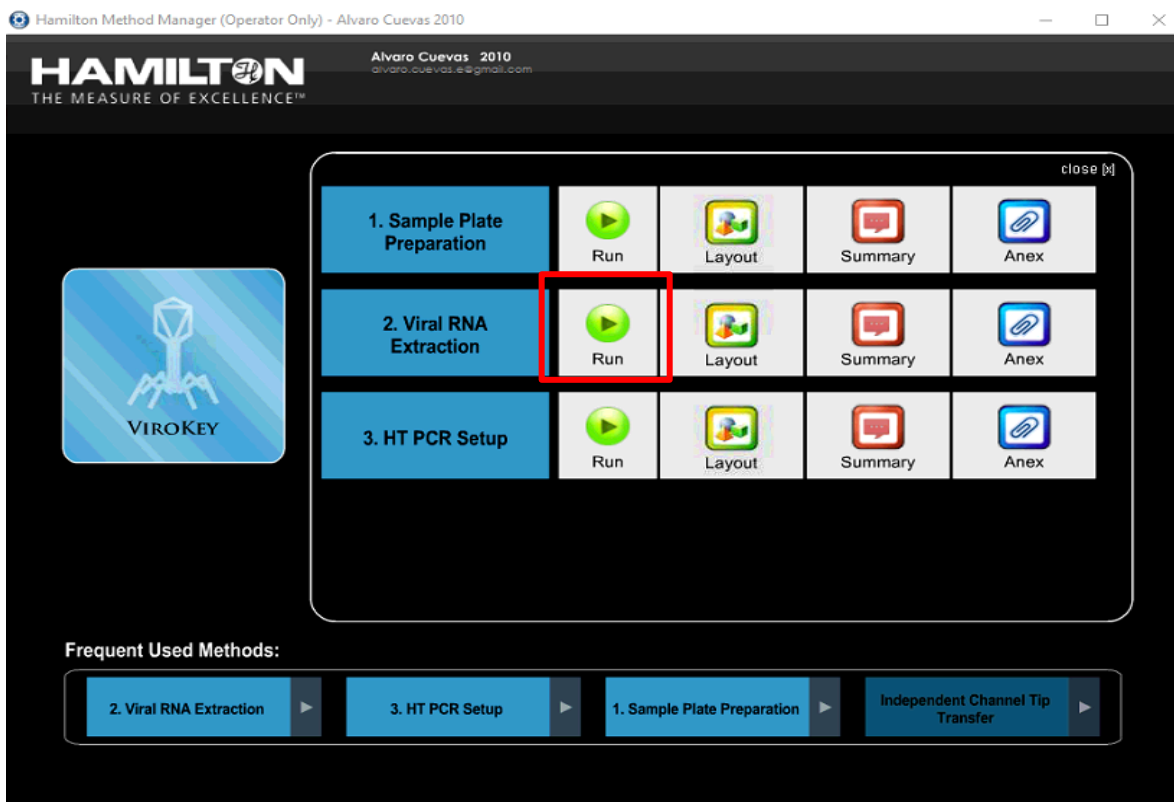 Hamilton Method Manager (Operator Only) - Alvaro Cuevas 2010
HAMILTON
THE MEASURE OF EXCELLENCE™
Alvaro Cuevas 2010
alvaro.cuevas.e@gmail.com
close [x]
1. Sample Plate
Preparation
Run
Layout
Summary
Anex
2. Viral RNA
Extraction
Run
Layout
Summary
Anex
3. HT PCR Setup
Run
Layout
Summary
Anex
VIROKEY
Frequent Used Methods:
2. Viral RNA Extraction
3. HT PCR Setup
1. Sample Plate Preparation
Independent Channel Tip
Transfer